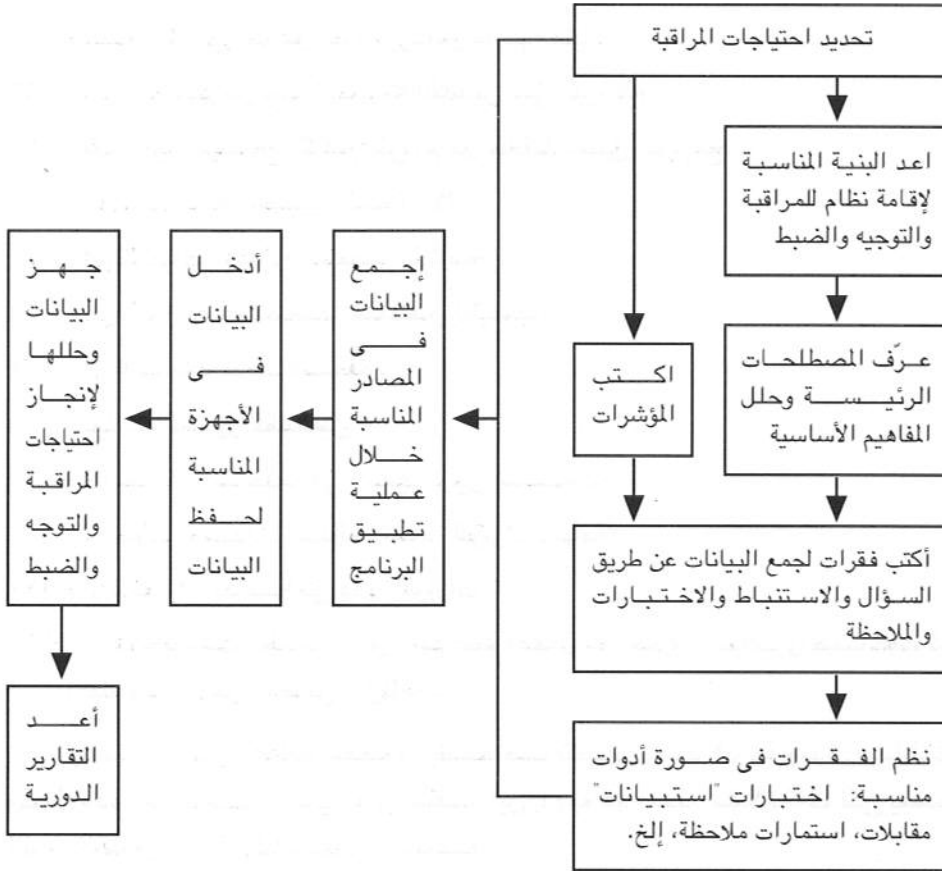 تحديد احتياجات المراقبة
اعد البنية المناسبة
لإقامة نظام للمراقبة
والتوجيه والضبط
عرّف المصطلحات
الرئيسة وحلل
المفاهيم الأساسية
اكتب
المؤشرات
أكتب فقرات لجمع البيانات عن طريق
السؤال والاستنباط والاختبارات
والملاحظة
نظم الفقرات فى صورة أدوات
مناسبة: اختبارات "استبيانات"
مقابلات، استمارات ملاحظة، إلخ.
إجمع
البيانات
فى
المصادر
المناسبة
خلال
عملية
تطبيق
البرنامج
أدخل
البيانات
فى
الأجهزة
المناسبة
لحفظ
البيانات
جهز
البيانات
وحللها
لإنجاز
احتياجات
المراقبة
والتوجه
والضبط
أعد
التقارير
الدورية